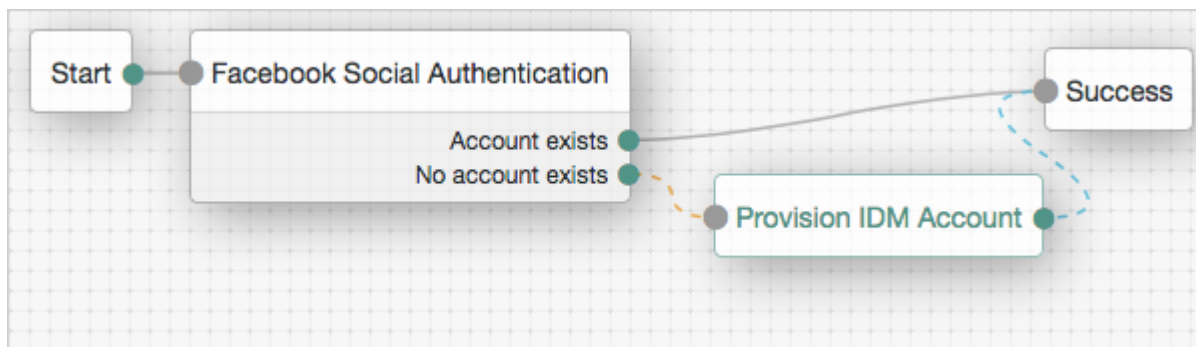 Start
Facebook Social Authentication
Success
Account exists
No account exists
Provision IDM Account